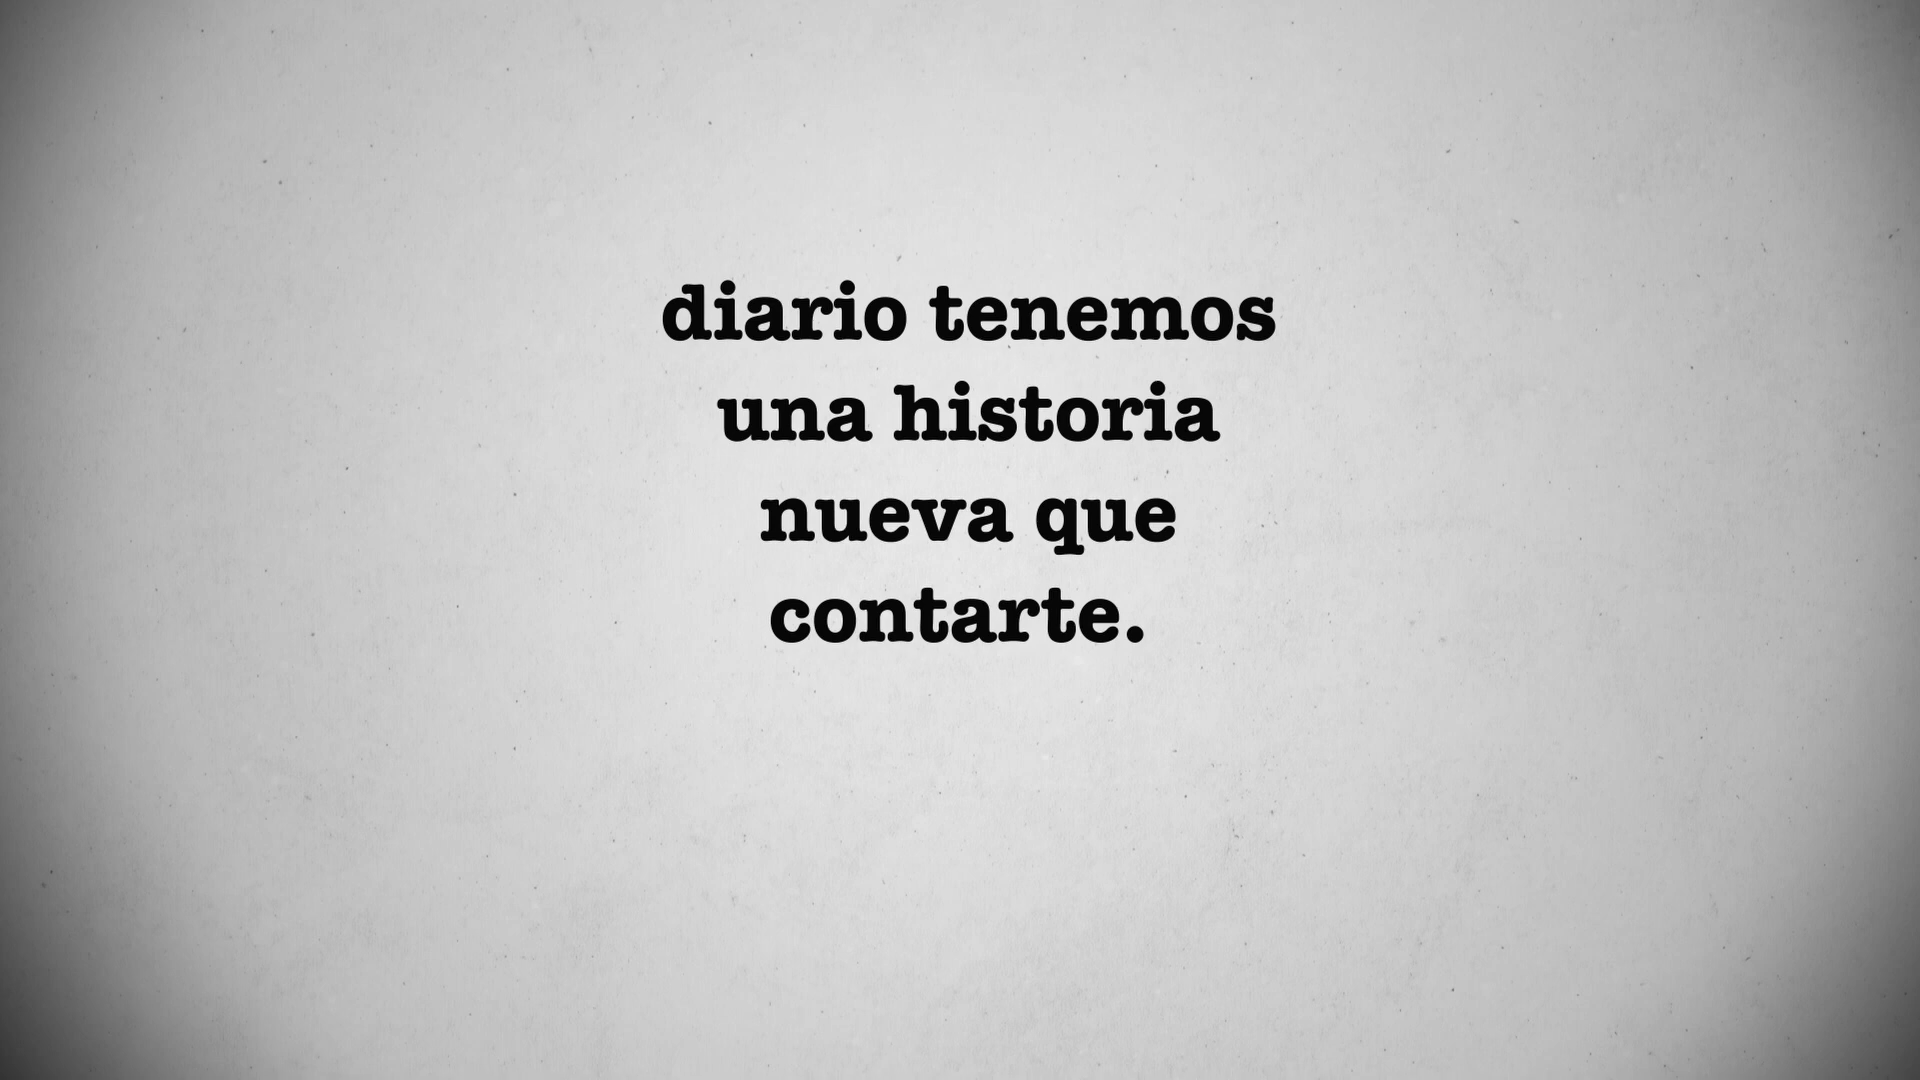 diario tenemos
una historia
nueva que
contarte.